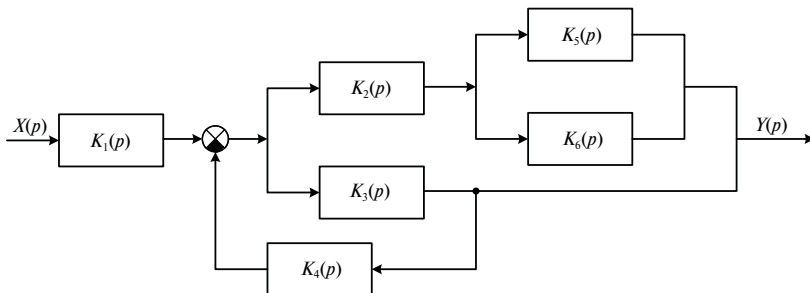 X(p)
K₁(p)
K₂(p)
K₃(p)
K₄(p)
K₅(p)
K₆(p)
Y(p)